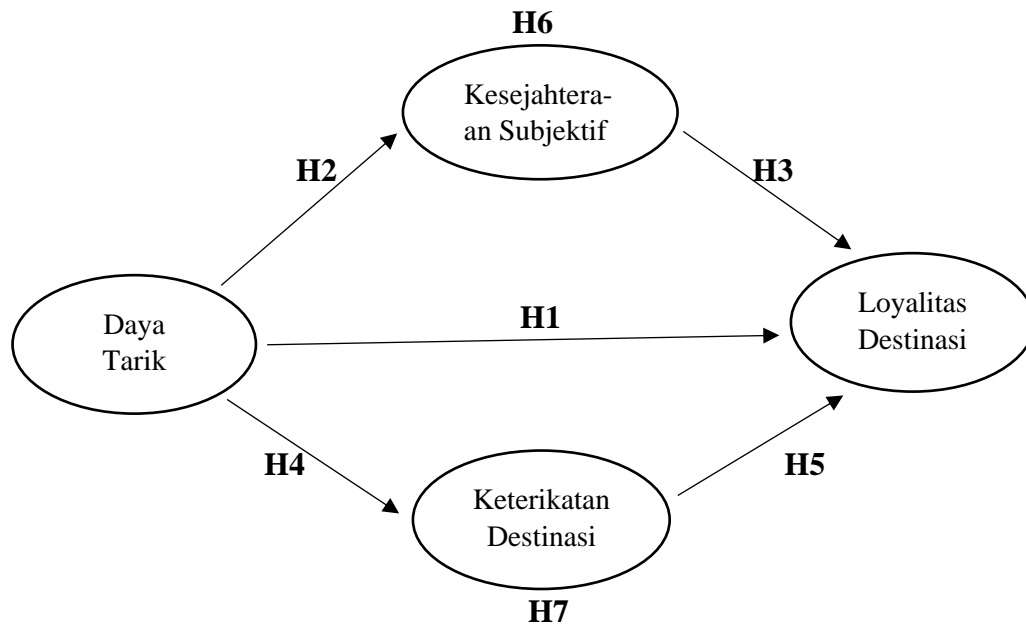 H6
Kesejahtera-
an Subjektif
H2
H3
Daya
Tarik
H1
Loyalitas
Destinasi
H4
H5
Keterikatan
Destinasi
H7